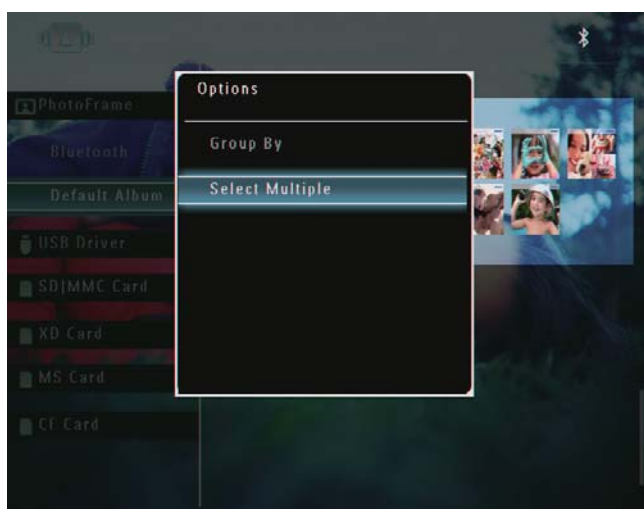 Options
Group By
Select Multiple
PhotoFrame
Bluetooth
Default Album
USB Driver
SD|MMC Card
XD Card
MS Card
CF Card